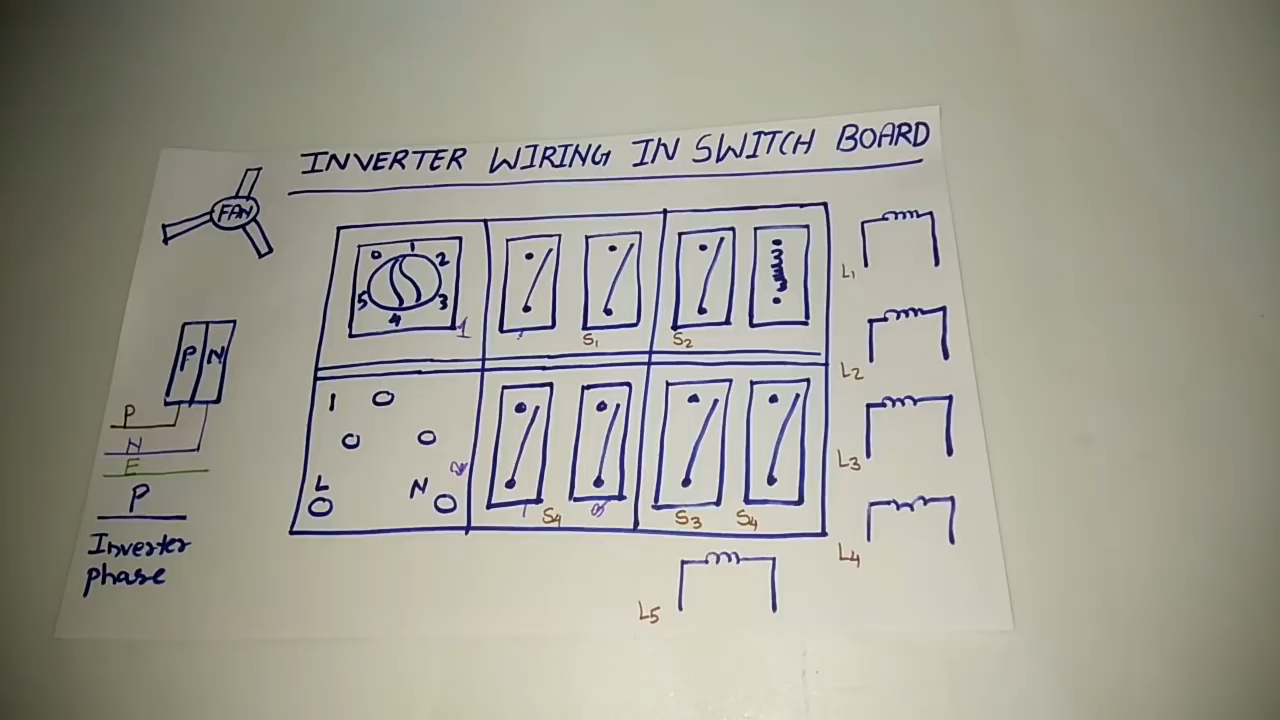 INVERTER WIRING IN SWITCH BOARD
FAN
0 1 2 3 4 5
1
S1
S2
L1
P N
L2
P
N
E
P
Inverter
phase
1
L N
S4
S3 S4
L3
L4
L5